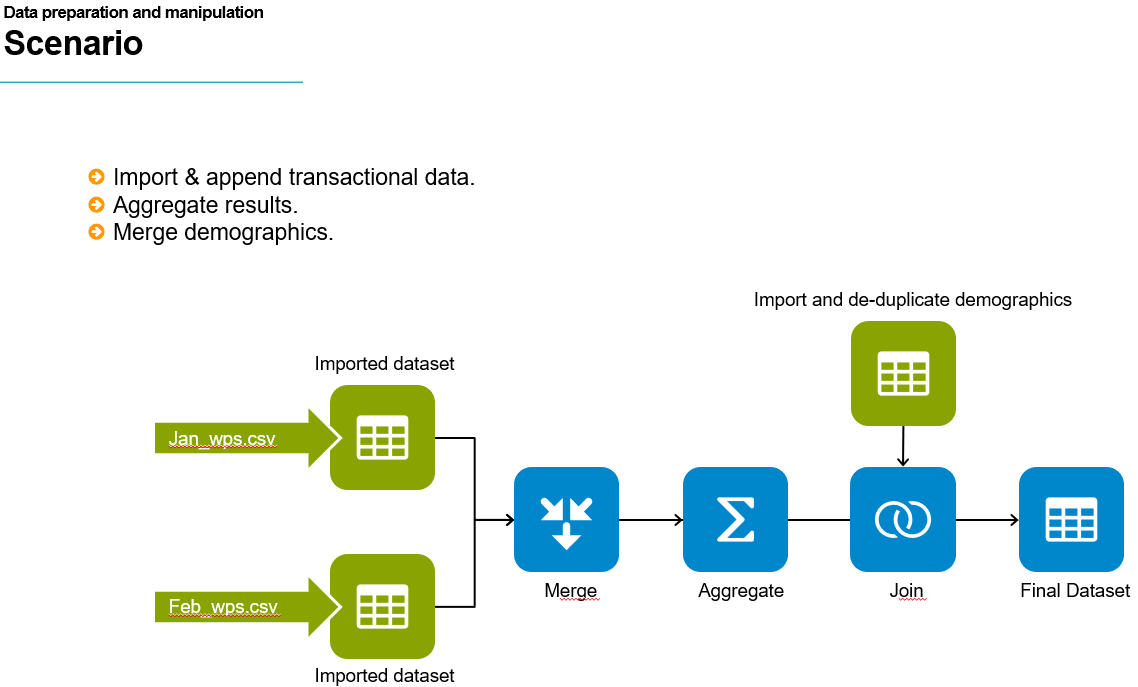 Data preparation and manipulation
Scenario
Import & append transactional data.
Aggregate results.
Merge demographics.
Import and de-duplicate demographics
Imported dataset
Jan_wps.csv
Feb_wps.csv
Imported dataset
Merge
Aggregate
Join
Final Dataset